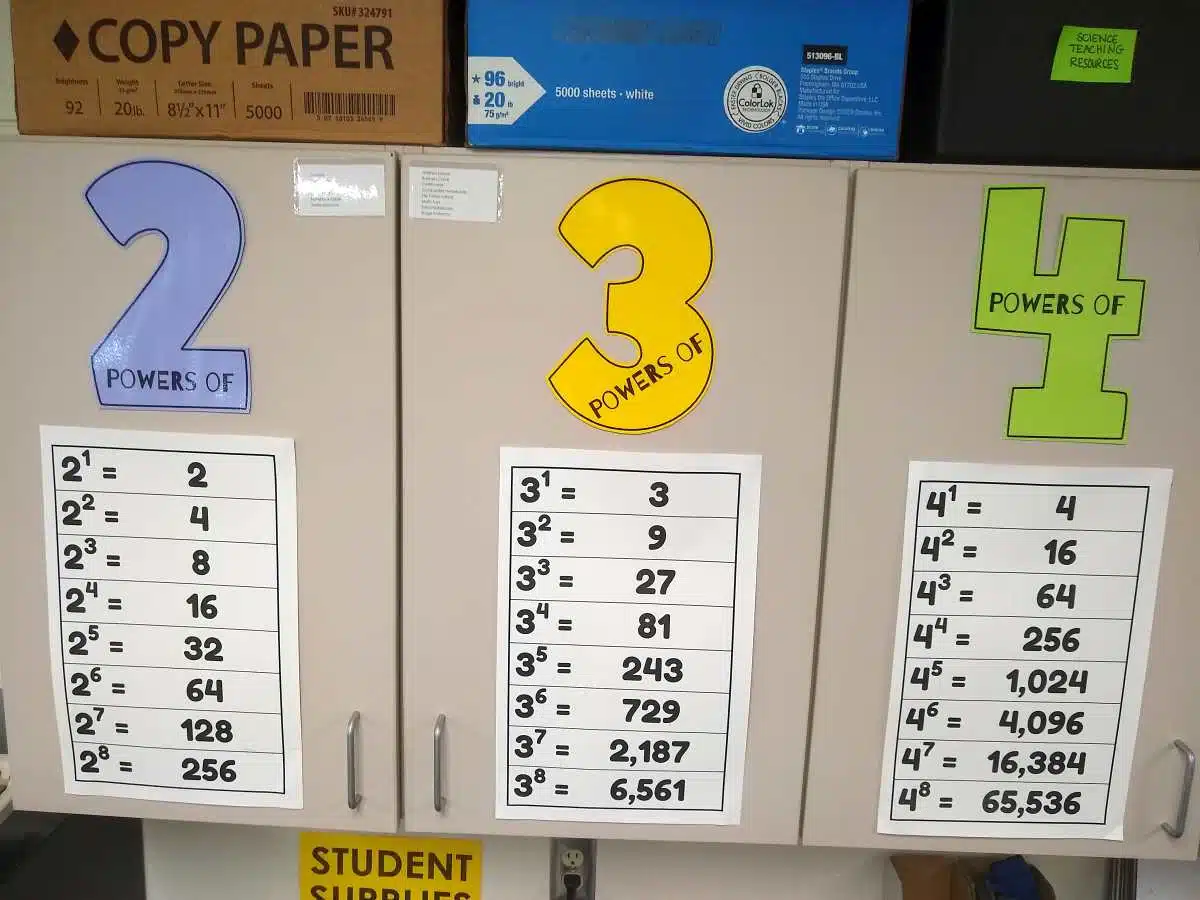 SKU#324791
COPY PAPER
Brightness
92
Weight
20lb.
8½"x11"
Sheets
5000
★ 96 bright
20 lb
75 g/m²
5000 sheets • white
513096-BL
ColorLok
VIVID COLORS
SCIENCE
TEACHING
RESOURCES
2
POWERS OF
2¹ = 2
2² = 4
2³ = 8
2⁴ = 16
2⁵ = 32
2⁶ = 64
2⁷ = 128
2⁸ = 256
3
POWERS OF
3¹ = 3
3² = 9
3³ = 27
3⁴ = 81
3⁵ = 243
3⁶ = 729
3⁷ = 2,187
3⁸ = 6,561
4
POWERS OF
4¹ = 4
4² = 16
4³ = 64
4⁴ = 256
4⁵ = 1,024
4⁶ = 4,096
4⁷ = 16,384
4⁸ = 65,536
STUDENT
SUPPLIES